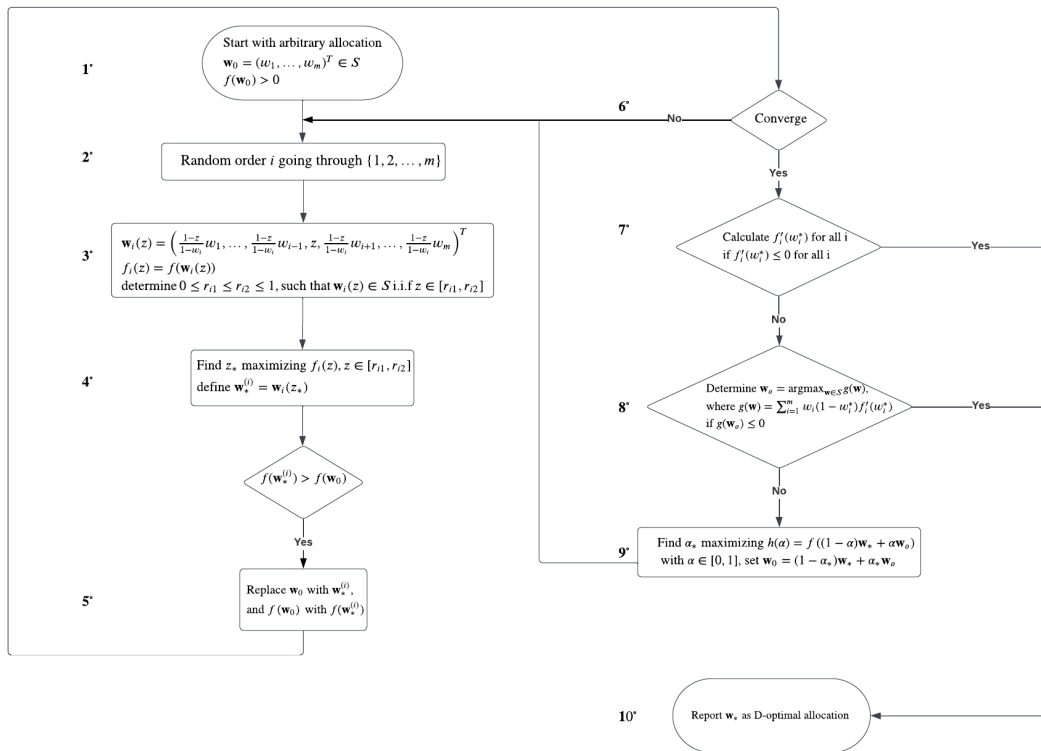 1°
Start with arbitrary allocation
w₀ = (w₁, … , wₘ)ᵀ ∈ S
f(w₀) > 0
2°
Random order i going through {1, 2, … , m}
3°
wᵢ(z) = ( (1−z)/(1−wᵢ) w₁, … , (1−z)/(1−wᵢ) wᵢ₋₁, z, (1−z)/(1−wᵢ) wᵢ₊₁, … , (1−z)/(1−wᵢ) wₘ )ᵀ
fᵢ(z) = f(wᵢ(z))
determine 0 ≤ rᵢ₁ ≤ rᵢ₂ ≤ 1, such that wᵢ(z) ∈ S i.i.f z ∈ [rᵢ₁, rᵢ₂]
4°
Find z∗ maximizing fᵢ(z), z ∈ [rᵢ₁, rᵢ₂]
define w∗⁽ⁱ⁾ = wᵢ(z∗)
f(w∗⁽ⁱ⁾) > f(w₀)
Yes
5°
Replace w₀ with w∗⁽ⁱ⁾,
and f(w₀) with f(w∗⁽ⁱ⁾)
6°
No
Converge
Yes
7°
Calculate fᵢ′(wᵢ*) for all i
if fᵢ′(wᵢ*) ≤ 0 for all i
Yes
No
8°
Determine wₒ = argmax_{w∈S} g(w),
where g(w) = ∑ᵢ₌₁ᵐ wᵢ(1 − wᵢ*)fᵢ′(wᵢ*)
if g(wₒ) ≤ 0
Yes
No
9°
Find α∗ maximizing h(α) = f ((1 − α)w∗ + αwₒ)
with α ∈ [0, 1], set w₀ = (1 − α∗)w∗ + α∗wₒ
10°
Report w∗ as D-optimal allocation